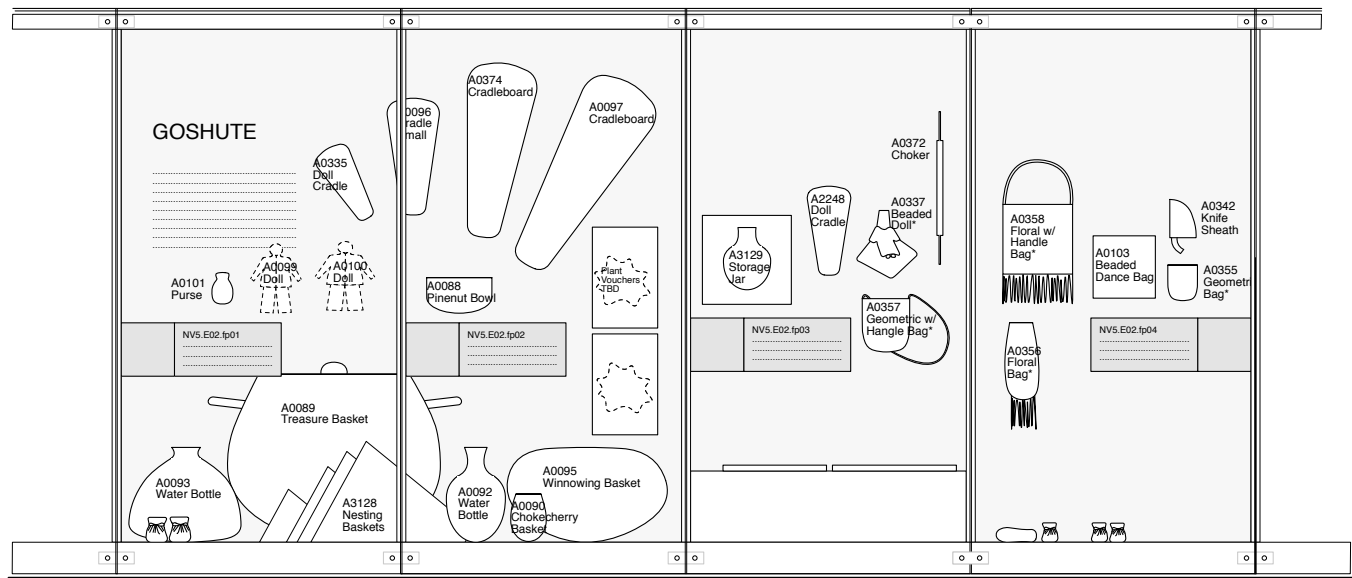 GOSHUTE
A0335
Doll
Cradle
A0101
Purse
A0099
Doll
A0100
Doll
NV5.E02.fp01
A0089
Treasure Basket
A0093
Water Bottle
A3128
Nesting
Baskets
0096
radle
mall
A0374
Cradleboard
A0097
Cradleboard
A0088
Pinenut Bowl
Plant
Vouchers
TBD
NV5.E02.fp02
A0092
Water
Bottle
A0095
Winnowing Basket
A0090
Chokecherry
Basket
A0372
Choker
A2248
Doll
Cradle
A0337
Beaded
Doll*
A3129
Storage
Jar
A0357
Geometric w/
Hangle Bag*
NV5.E02.fp03
A0358
Floral w/
Handle
Bag*
A0342
Knife
Sheath
A0103
Beaded
Dance Bag
A0355
Geometri
Bag*
NV5.E02.fp04
A0356
Floral
Bag*